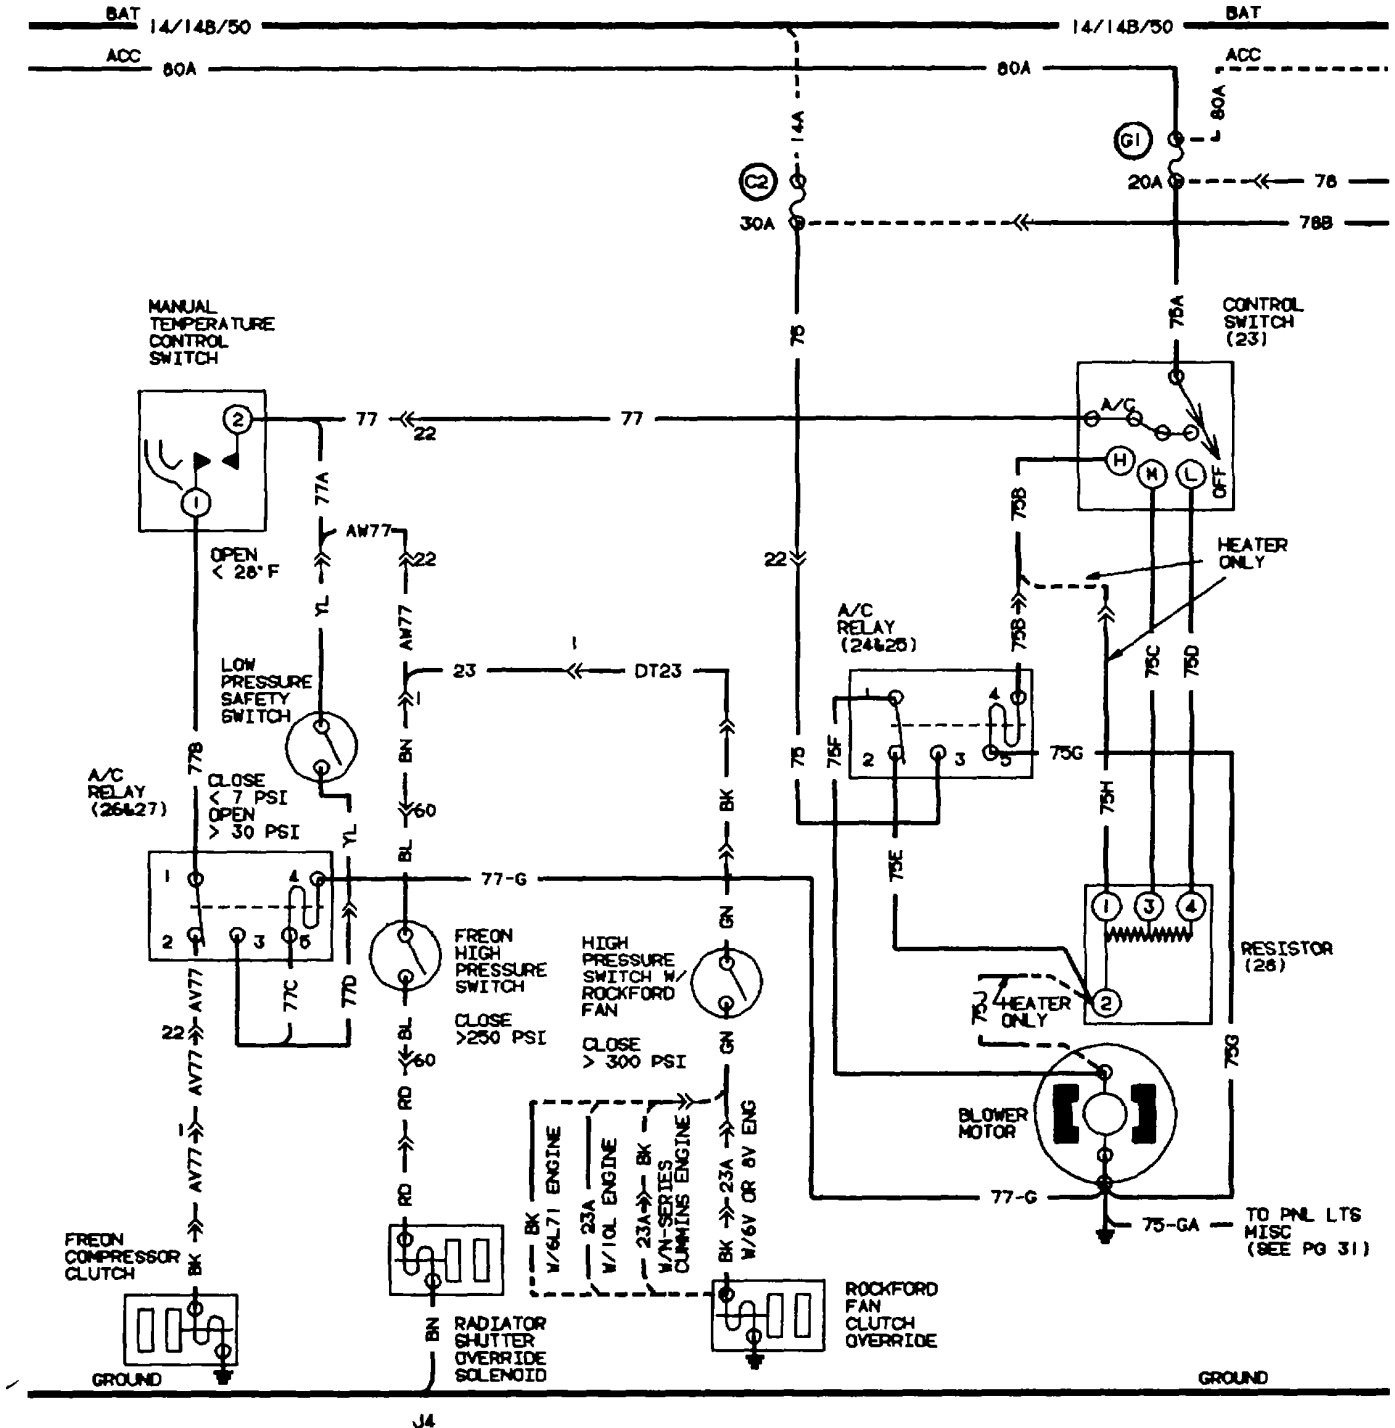 BAT
14/14B/50
14/14B/50
BAT
ACC
80A
80A
ACC
80A
14A
G1
20A
76
C2
30A
78B
MANUAL
TEMPERATURE
CONTROL
SWITCH
75
75A
CONTROL
SWITCH
(23)
2
77
22
77
A/C
H
M
L
OFF
1
77A
AW77
75B
OPEN
< 28°F
22
22
HEATER
ONLY
YL
AW77
75B
A/C
RELAY
(24&25)
LOW
PRESSURE
SAFETY
SWITCH
23
1
DT23
75C
75D
1
1
4
77B
BN
75
75F
2
3
5
75G
A/C
RELAY
(26&27)
CLOSE
< 7 PSI
OPEN
> 30 PSI
60
BK
75H
YL
BL
75E
1
4
77-G
1
3
4
GN
2
3
5
FREON
HIGH
PRESSURE
SWITCH
HIGH
PRESSURE
SWITCH W/
ROCKFORD
FAN
RESISTOR
(28)
AV77
77C
77D
2
75J
HEATER
ONLY
22
BL
CLOSE
>250 PSI
CLOSE
> 300 PSI
GN
75G
60
AV77
RD
BLOWER
MOTOR
1
BK
W/6L71 ENGINE
23A
W/10L ENGINE
23A
BK
W/N-SERIES
CUMMINS ENGINE
BK
23A
W/6V OR 8V ENG
AV77
RD
77-G
75-GA
TO PNL LTS
MISC
(SEE PG 31)
FREON
COMPRESSOR
CLUTCH
BK
BN
RADIATOR
SHUTTER
OVERRIDE
SOLENOID
ROCKFORD
FAN
CLUTCH
OVERRIDE
GROUND
GROUND
J4